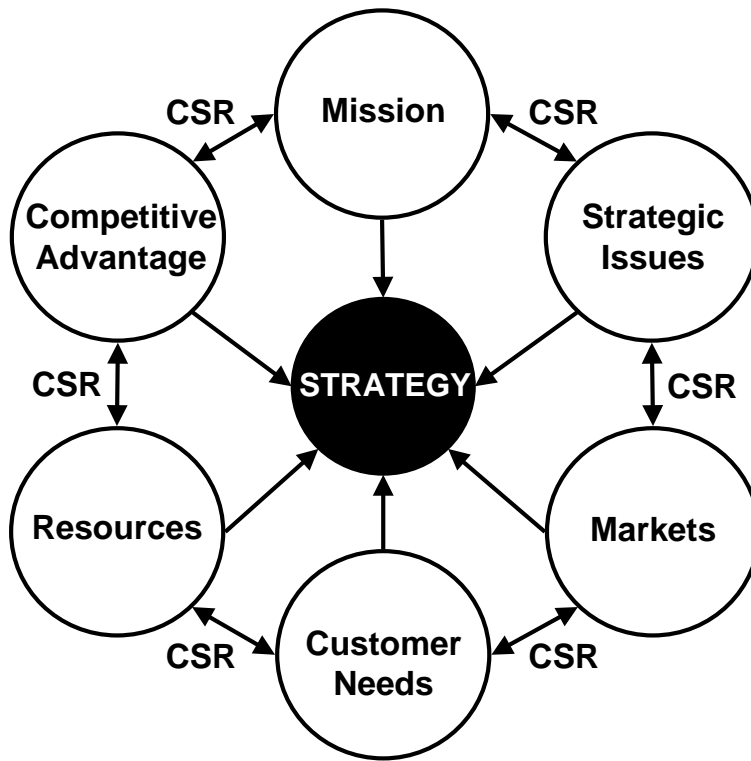 Mission
CSR
CSR
Competitive
Advantage
Strategic
Issues
STRATEGY
CSR
CSR
Resources
Markets
Customer
Needs
CSR
CSR